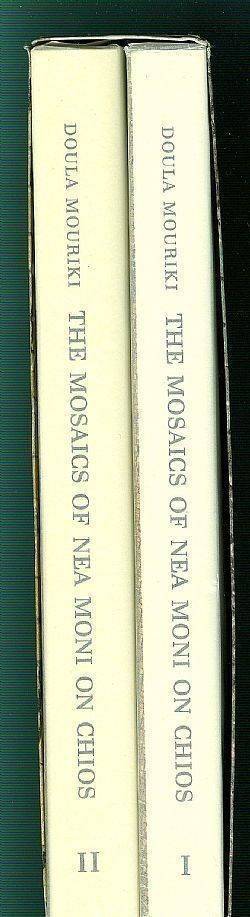 DOULA MOURIKI THE MOSAICS OF NEA MONI ON CHIOS II
DOULA MOURIKI THE MOSAICS OF NEA MONI ON CHIOS I